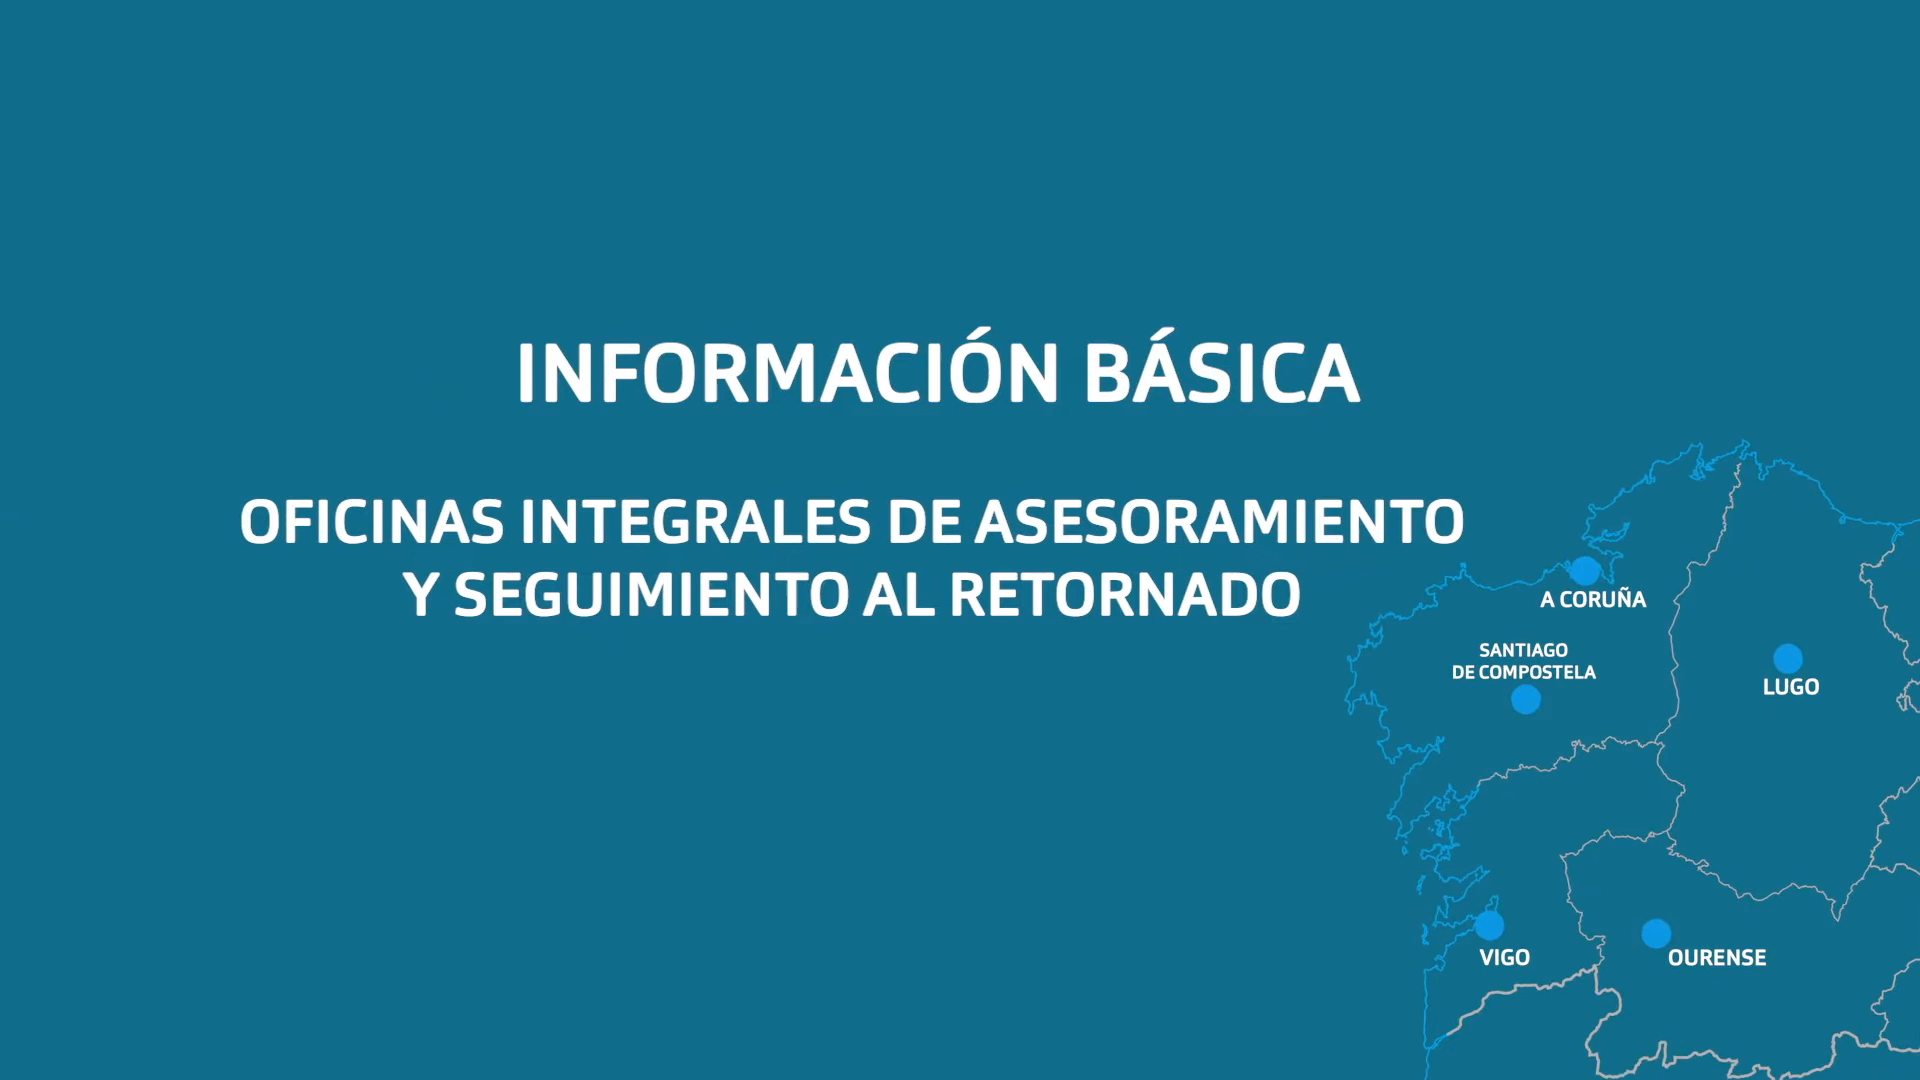 INFORMACIÓN BÁSICA
OFICINAS INTEGRALES DE ASESORAMIENTO
Y SEGUIMIENTO AL RETORNADO
A CORUÑA
SANTIAGO
DE COMPOSTELA
LUGO
VIGO
OURENSE